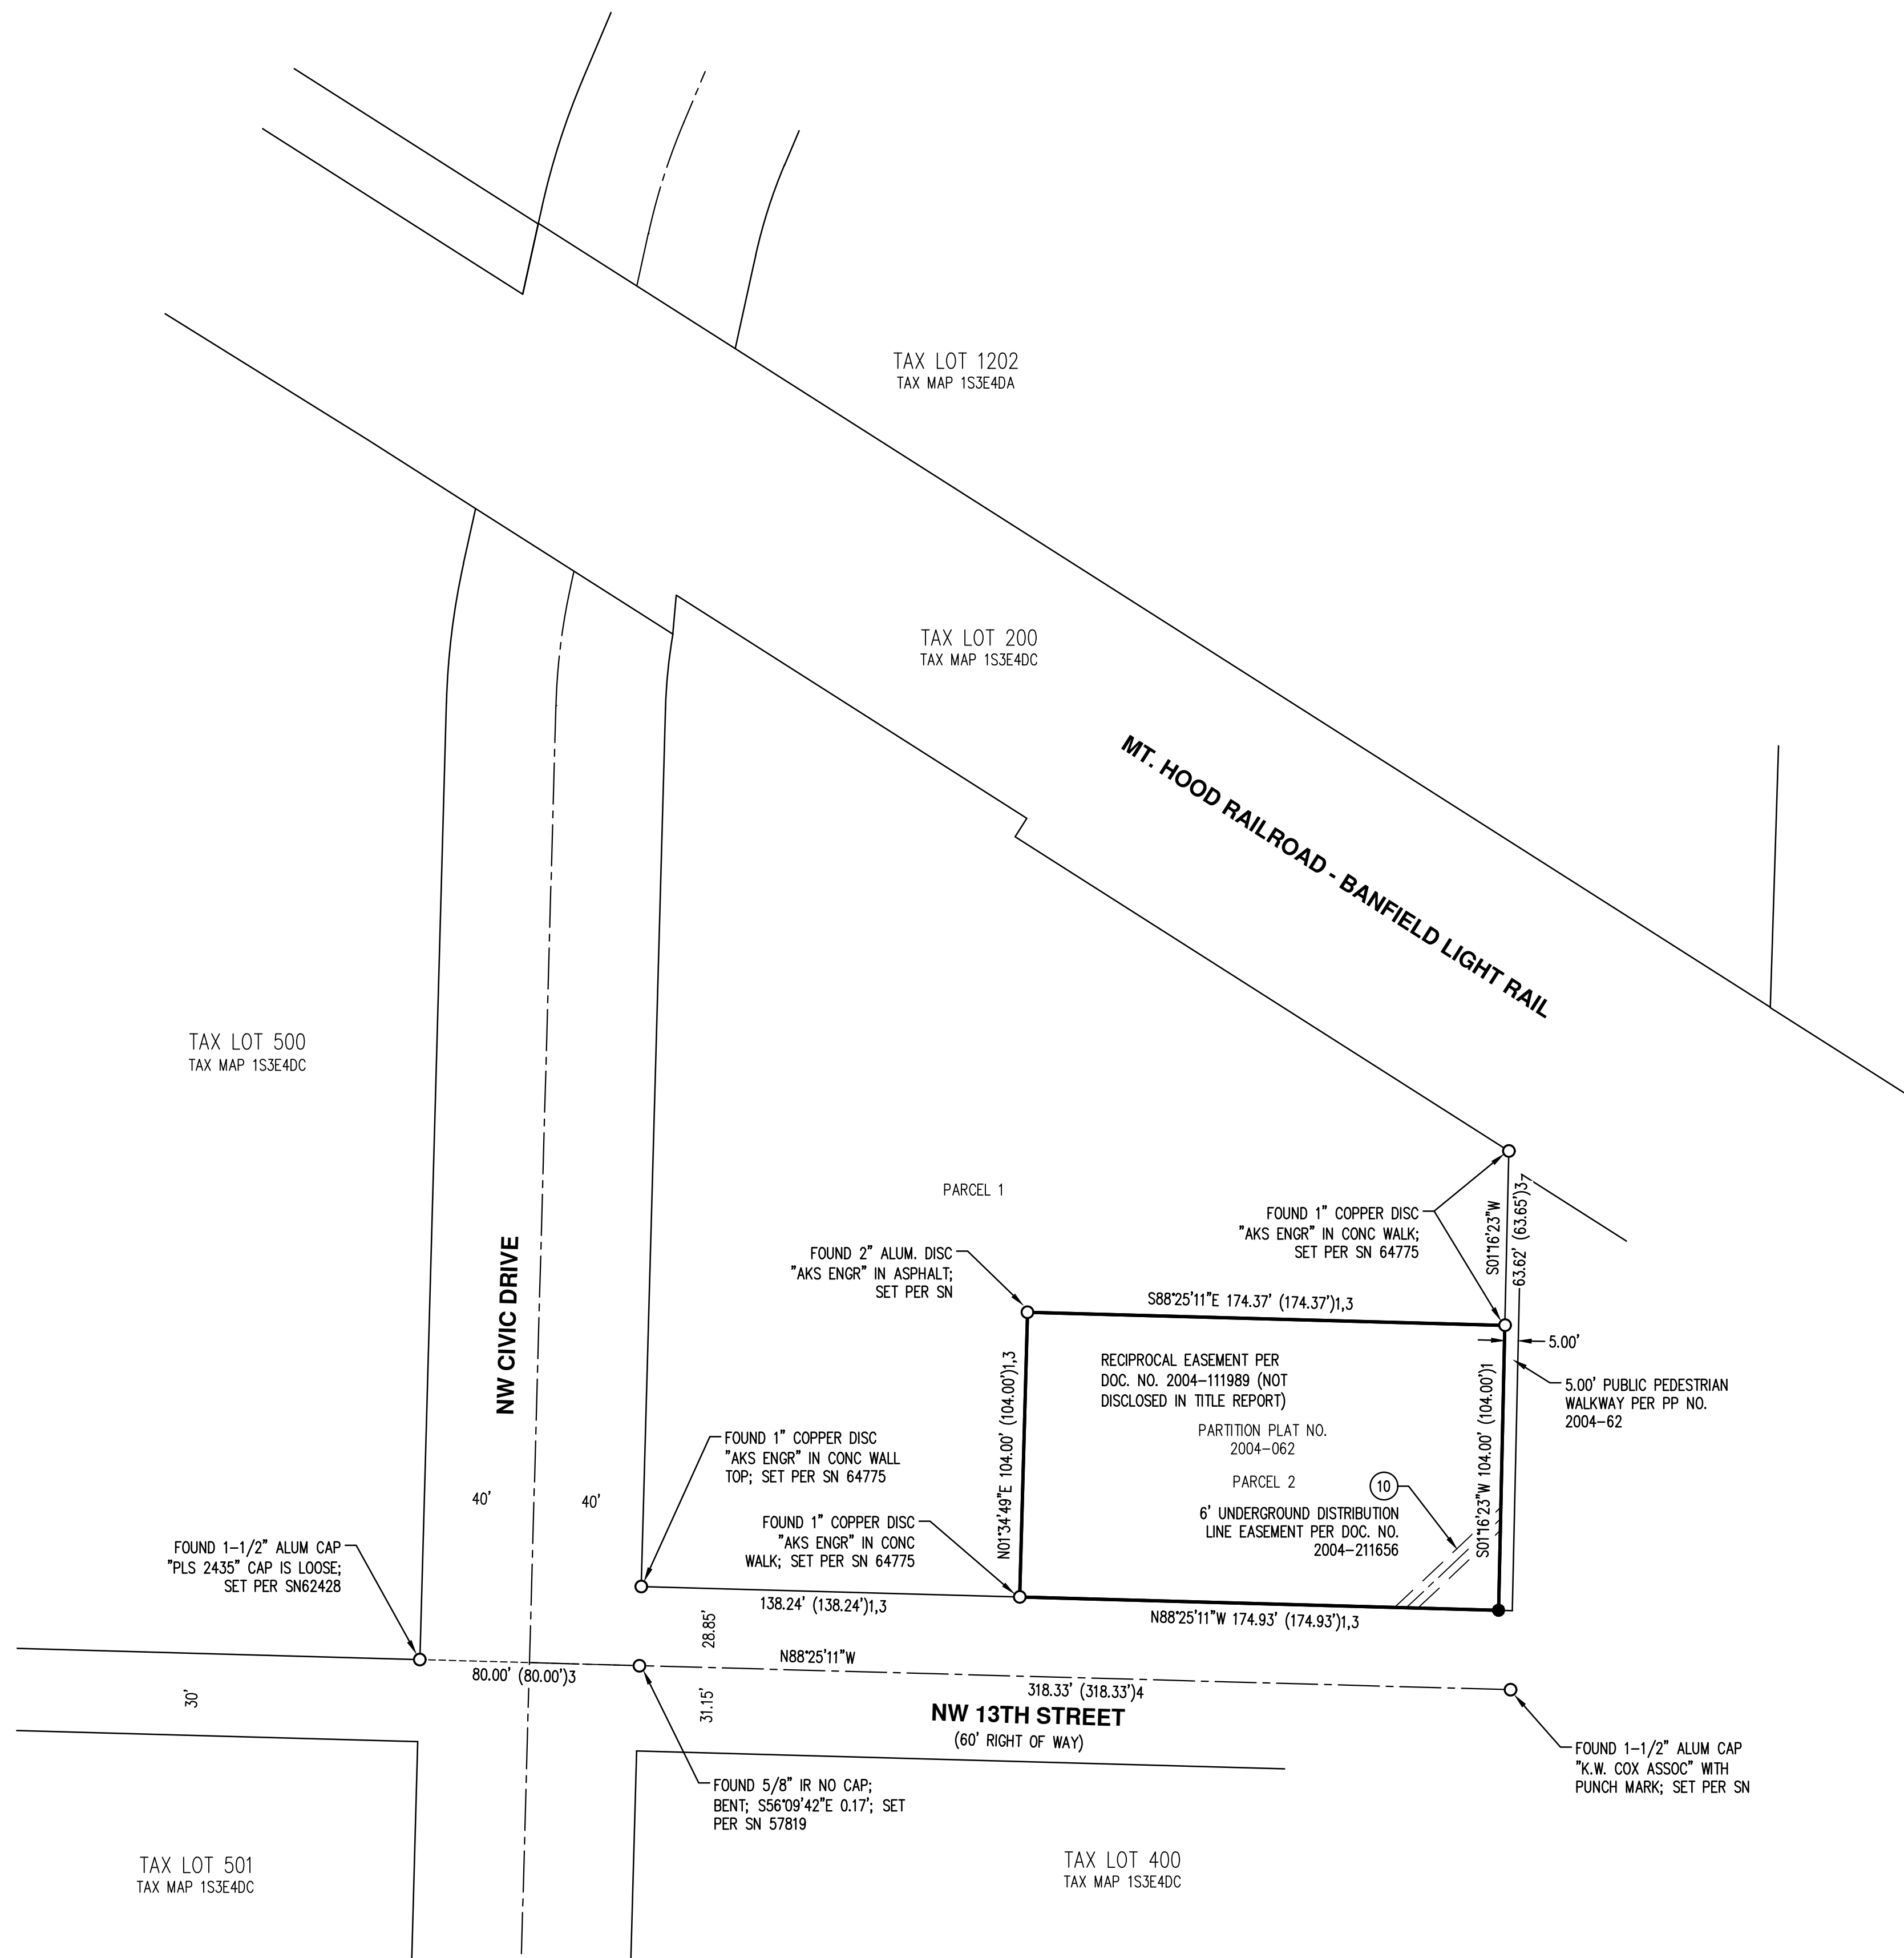 TAX LOT 1202
TAX MAP 1S3E4DA
TAX LOT 200
TAX MAP 1S3E4DC
MT. HOOD RAILROAD - BANFIELD LIGHT RAIL
TAX LOT 500
TAX MAP 1S3E4DC
NW CIVIC DRIVE
40'
40'
PARCEL 1
FOUND 1" COPPER DISC
"AKS ENGR" IN CONC WALK;
SET PER SN 64775
S01°16'23"W
63.62' (63.65')3
FOUND 2" ALUM. DISC
"AKS ENGR" IN ASPHALT;
SET PER SN
S88°25'11"E 174.37' (174.37')1,3
5.00'
5.00' PUBLIC PEDESTRIAN
WALKWAY PER PP NO.
2004-62
N01°34'49"E 104.00' (104.00')1,3
RECIPROCAL EASEMENT PER
DOC. NO. 2004-111989 (NOT
DISCLOSED IN TITLE REPORT)
PARTITION PLAT NO.
2004-062
PARCEL 2
10
6' UNDERGROUND DISTRIBUTION
LINE EASEMENT PER DOC. NO.
2004-211656
S01°16'23"W 104.00' (104.00')1
FOUND 1" COPPER DISC
"AKS ENGR" IN CONC WALL
TOP; SET PER SN 64775
FOUND 1" COPPER DISC
"AKS ENGR" IN CONC
WALK; SET PER SN 64775
FOUND 1-1/2" ALUM CAP
"PLS 2435" CAP IS LOOSE;
SET PER SN62428
138.24' (138.24')1,3
N88°25'11"W 174.93' (174.93')1,3
28.85'
N88°25'11"W
80.00' (80.00')3
318.33' (318.33')4
30'
31.15'
NW 13TH STREET
(60' RIGHT OF WAY)
FOUND 1-1/2" ALUM CAP
"K.W. COX ASSOC" WITH
PUNCH MARK; SET PER SN
FOUND 5/8" IR NO CAP;
BENT; S56°09'42"E 0.17'; SET
PER SN 57819
TAX LOT 501
TAX MAP 1S3E4DC
TAX LOT 400
TAX MAP 1S3E4DC